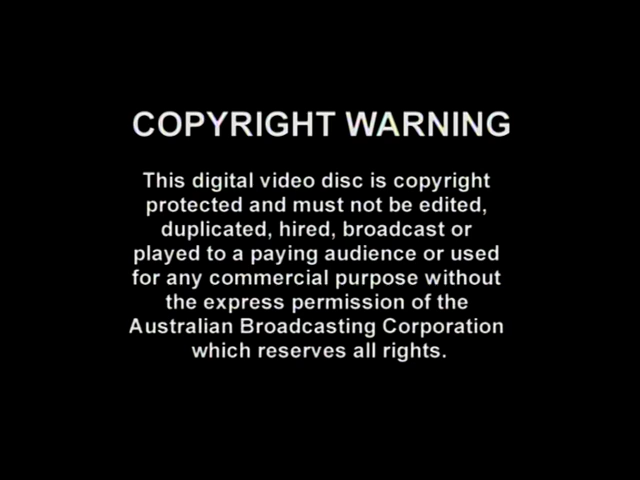 COPYRIGHT WARNING
This digital video disc is copyright
protected and must not be edited,
duplicated, hired, broadcast or
played to a paying audience or used
for any commercial purpose without
the express permission of the
Australian Broadcasting Corporation
which reserves all rights.